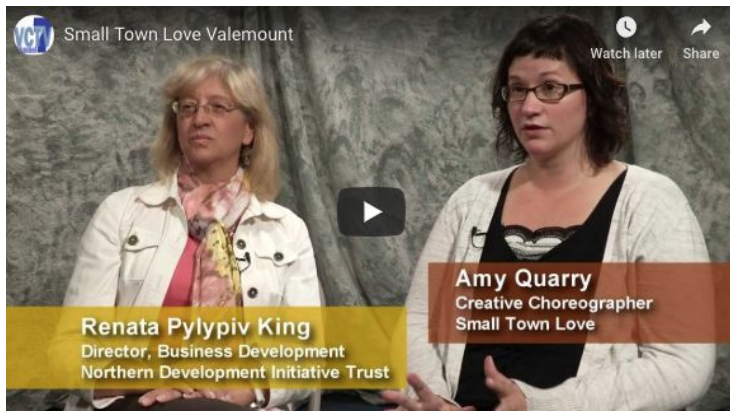 VCTV
Small Town Love Valemount
Watch later
Share
Amy Quarry
Creative Choreographer
Small Town Love
Renata Pylypiv King
Director, Business Development
Northern Development Initiative Trust